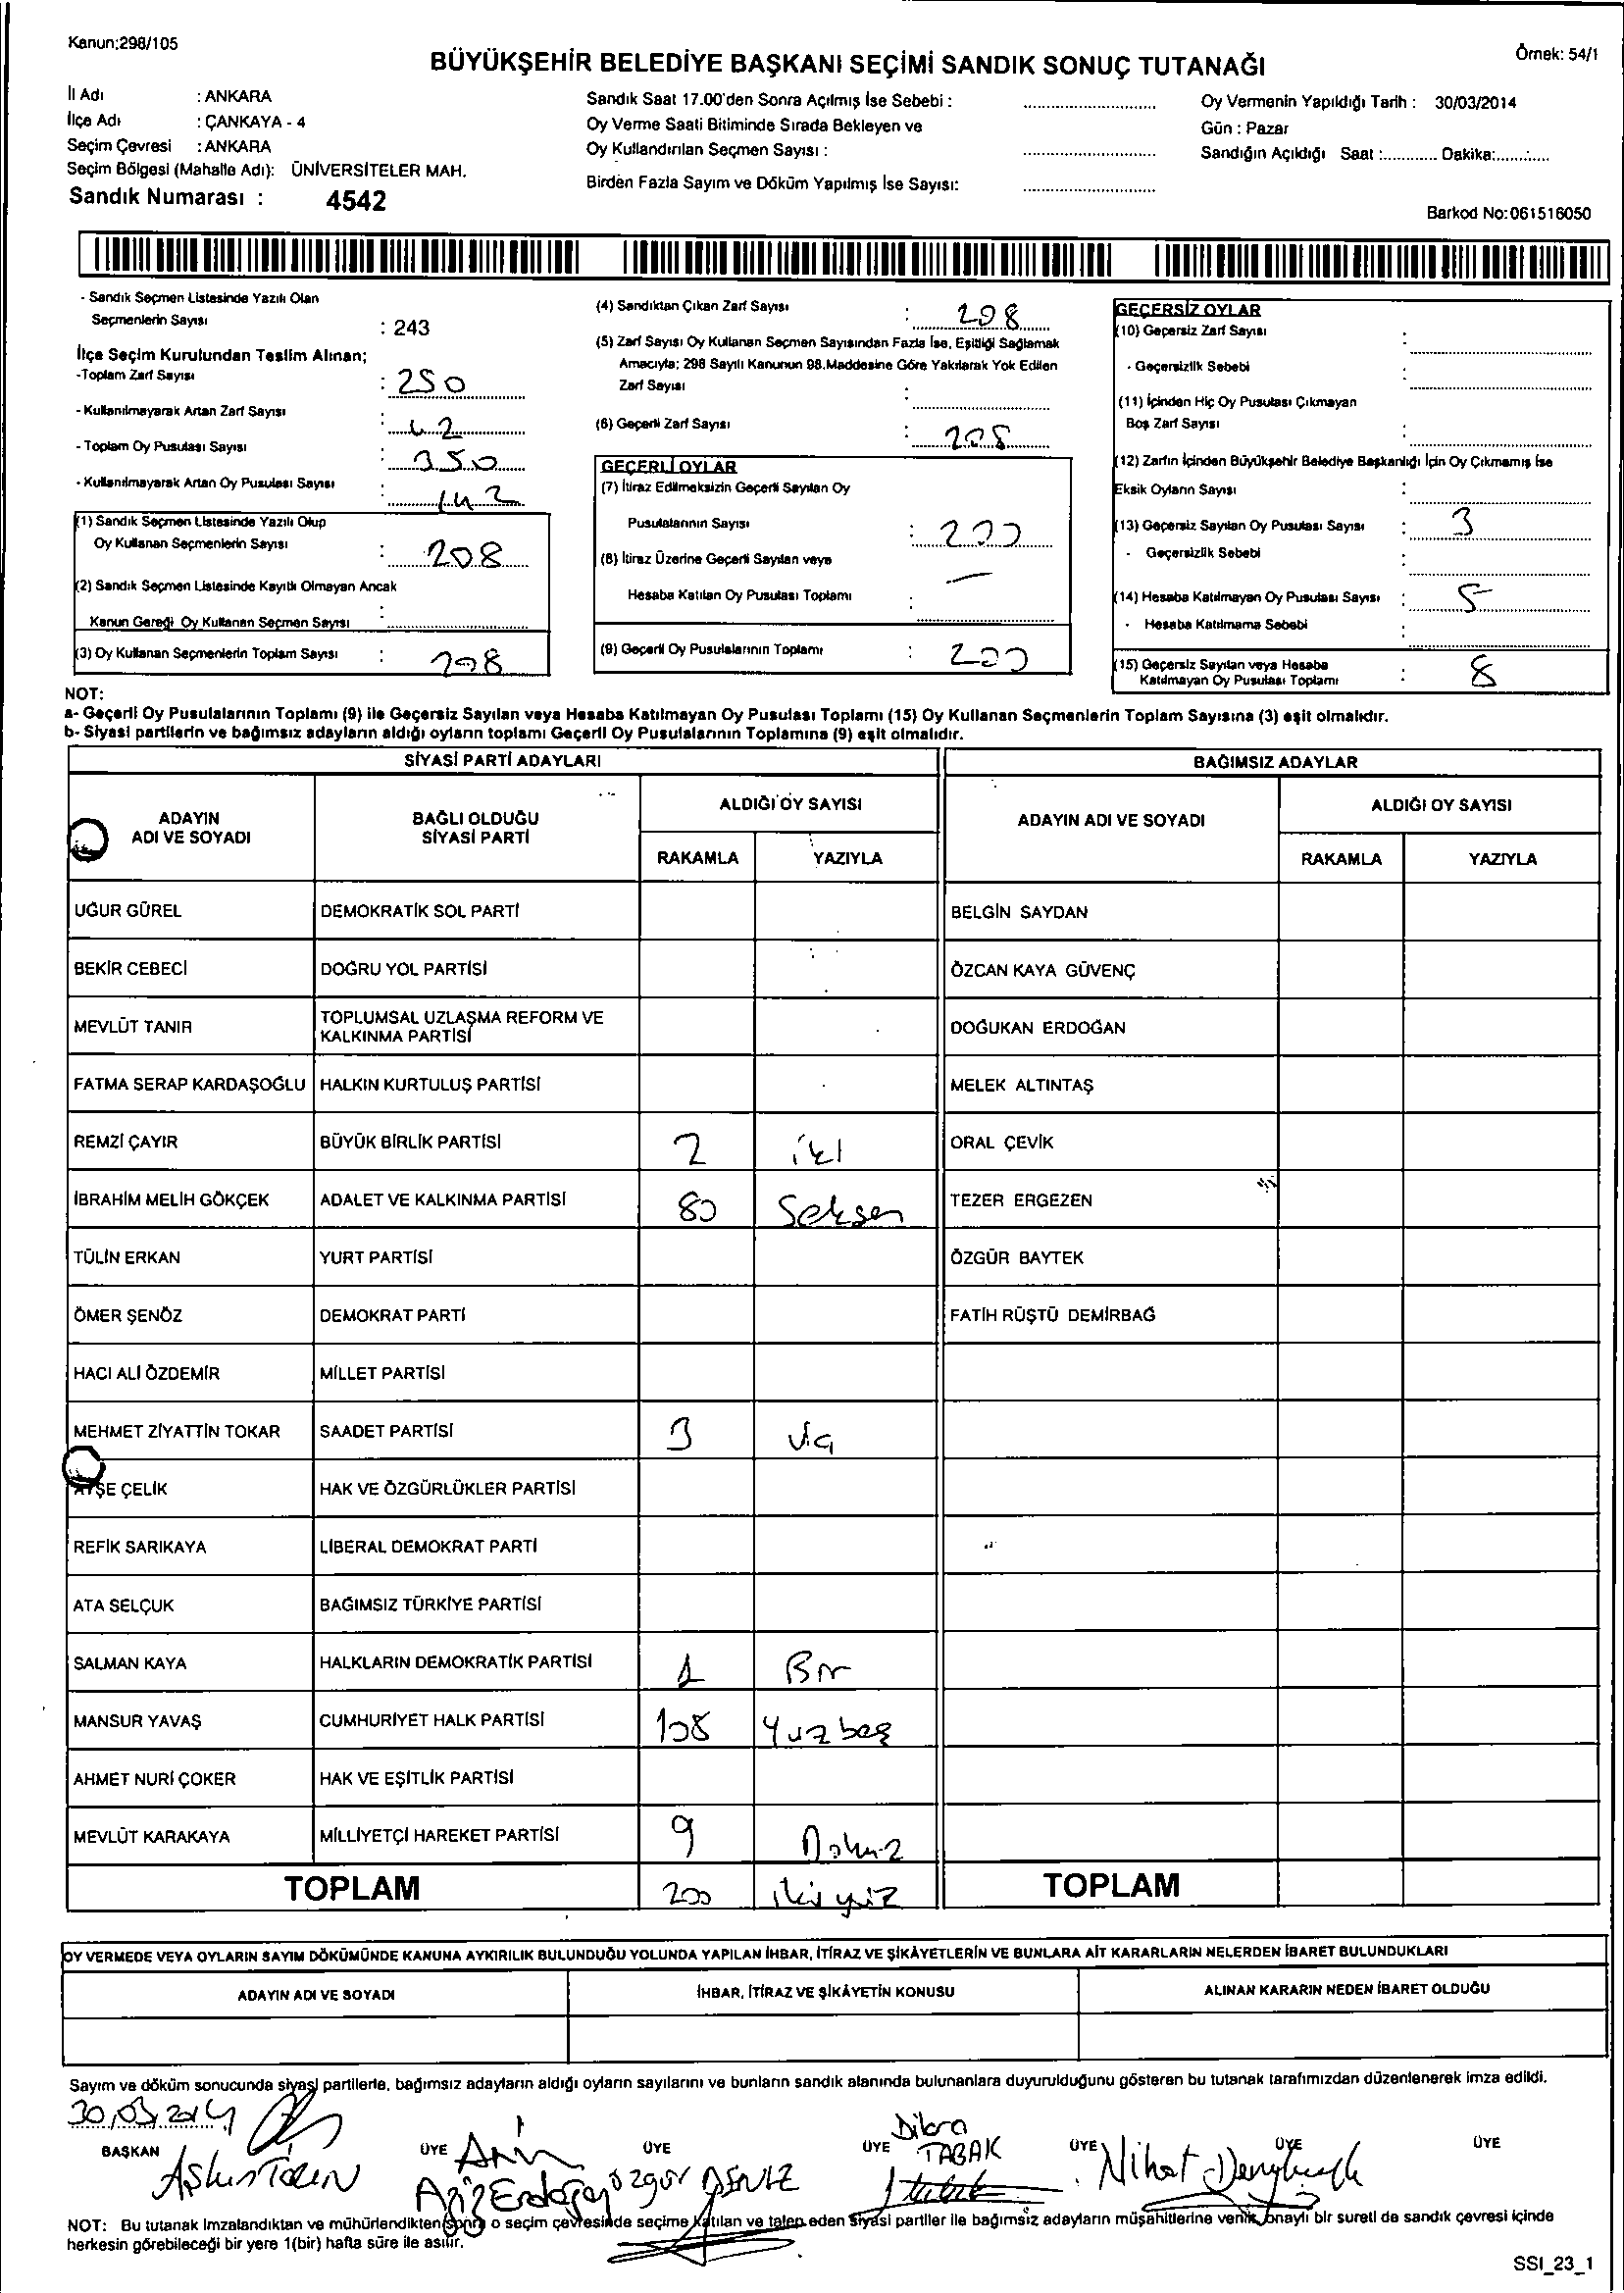 Kanun:298/105
BÜYÜKŞEHİR BELEDİYE BAŞKANI SEÇİMİ SANDIK SONUÇ TUTANAĞI
Örnek: 54/1
İl Adı : ANKARA
İlçe Adı : ÇANKAYA - 4
Seçim Çevresi : ANKARA
Seçim Bölgesi (Mahalle Adı): ÜNİVERSİTELER MAH.
Sandık Numarası : 4542
Sandık Saat 17.00'den Sonra Açılmış İse Sebebi :
Oy Verme Saati Bitiminde Sırada Bekleyen ve
Oy Kullandırılan Seçmen Sayısı :
Birden Fazla Sayım ve Döküm Yapılmış İse Sayısı:
Oy Vermenin Yapıldığı Tarih : 30/03/2014
Gün : Pazar
Sandığın Açıldığı Saat :............ Dakika:............
Barkod No:061516050
- Sandık Seçmen Listesinde Yazılı Olan
Seçmenlerin Sayısı : 243
İlçe Seçim Kurulundan Teslim Alınan;
-Toplam Zarf Sayısı : 250
- Kullanılmayarak Artan Zarf Sayısı : 42
- Toplam Oy Pusulası Sayısı : 350
- Kullanılmayarak Artan Oy Pusulası Sayısı : 142
(1) Sandık Seçmen Listesinde Yazılı Olup
Oy Kullanan Seçmenlerin Sayısı : 208
(2) Sandık Seçmen Listesinde Kayıtlı Olmayan Ancak
Kanun Gereği Oy Kullanan Seçmen Sayısı :
(3) Oy Kullanan Seçmenlerin Toplam Sayısı : 208
(4) Sandıktan Çıkan Zarf Sayısı : 208
(5) Zarf Sayısı Oy Kullanan Seçmen Sayısından Fazla İse, Eşitliği Sağlamak
Amacıyla; 298 Sayılı Kanunun 98.Maddesine Göre Yakılarak Yok Edilen
Zarf Sayısı :
(6) Geçerli Zarf Sayısı : 208
GEÇERLİ OYLAR
(7) İtiraz Edilmeksizin Geçerli Sayılan Oy
Pusulalarının Sayısı : 200
(8) İtiraz Üzerine Geçerli Sayılan veya
Hesaba Katılan Oy Pusulası Toplamı : —
(9) Geçerli Oy Pusulalarının Toplamı : 200
GEÇERSİZ OYLAR
(10) Geçersiz Zarf Sayısı :
- Geçersizlik Sebebi :
(11) İçinden Hiç Oy Pusulası Çıkmayan
Boş Zarf Sayısı :
(12) Zarfın İçinden Büyükşehir Belediye Başkanlığı İçin Oy Çıkmamış İse
Eksik Oyların Sayısı :
(13) Geçersiz Sayılan Oy Pusulası Sayısı : 3
- Geçersizlik Sebebi :
(14) Hesaba Katılmayan Oy Pusulası Sayısı : 5
- Hesaba Katılmama Sebebi :
(15) Geçersiz Sayılan veya Hesaba
Katılmayan Oy Pusulası Toplamı : 8
NOT:
a- Geçerli Oy Pusulalarının Toplamı (9) ile Geçersiz Sayılan veya Hesaba Katılmayan Oy Pusulası Toplamı (15) Oy Kullanan Seçmenlerin Toplam Sayısına (3) eşit olmalıdır.
b- Siyasi partilerin ve bağımsız adayların aldığı oyların toplamı Geçerli Oy Pusulalarının Toplamına (9) eşit olmalıdır.
SİYASİ PARTİ ADAYLARI BAĞIMSIZ ADAYLAR
ADAYIN ADI VE SOYADI BAĞLI OLDUĞU SİYASİ PARTİ ALDIĞI OY SAYISI ADAYIN ADI VE SOYADI ALDIĞI OY SAYISI
RAKAMLA YAZIYLA RAKAMLA YAZIYLA
UĞUR GÜREL DEMOKRATİK SOL PARTİ BELGİN SAYDAN
BEKİR CEBECİ DOĞRU YOL PARTİSİ ÖZCAN KAYA GÜVENÇ
MEVLÜT TANIR TOPLUMSAL UZLAŞMA REFORM VE KALKINMA PARTİSİ DOĞUKAN ERDOĞAN
FATMA SERAP KARDAŞOĞLU HALKIN KURTULUŞ PARTİSİ MELEK ALTINTAŞ
REMZİ ÇAYIR BÜYÜK BİRLİK PARTİSİ 2 iki ORAL ÇEVİK
İBRAHİM MELİH GÖKÇEK ADALET VE KALKINMA PARTİSİ 80 Seksen TEZER ERGEZEN
TÜLİN ERKAN YURT PARTİSİ ÖZGÜR BAYTEK
ÖMER ŞENÖZ DEMOKRAT PARTİ FATİH RÜŞTÜ DEMİRBAĞ
HACI ALİ ÖZDEMİR MİLLET PARTİSİ
MEHMET ZİYATTİN TOKAR SAADET PARTİSİ 3
AYŞE ÇELİK HAK VE ÖZGÜRLÜKLER PARTİSİ
REFİK SARIKAYA LİBERAL DEMOKRAT PARTİ
ATA SELÇUK BAĞIMSIZ TÜRKİYE PARTİSİ
SALMAN KAYA HALKLARIN DEMOKRATİK PARTİSİ 1 Bir
MANSUR YAVAŞ CUMHURİYET HALK PARTİSİ 105 Yuzbeş
AHMET NURİ ÇOKER HAK VE EŞİTLİK PARTİSİ
MEVLÜT KARAKAYA MİLLİYETÇİ HAREKET PARTİSİ 9 Dokuz
TOPLAM 200 ikiyüz TOPLAM
OY VERMEDE VEYA OYLARIN SAYIM DÖKÜMÜNDE KANUNA AYKIRILIK BULUNDUĞU YOLUNDA YAPILAN İHBAR, İTİRAZ VE ŞİKÂYETLERİN VE BUNLARA AİT KARARLARIN NELERDEN İBARET BULUNDUKLARI
ADAYIN ADI VE SOYADI İHBAR, İTİRAZ VE ŞİKÂYETİN KONUSU ALINAN KARARIN NEDEN İBARET OLDUĞU
Sayım ve döküm sonucunda siyasi partilerle, bağımsız adayların aldığı oyların sayılarını ve bunların sandık alanında bulunanlara duyurulduğunu gösteren bu tutanak tarafımızdan düzenlenerek imza edildi.
30.03.2014
BAŞKAN ÜYE ÜYE ÜYE ÜYE ÜYE ÜYE
Dilara
TABAK
Nihat
Aziz Erdoğan özgür DENİZ
NOT: Bu tutanak imzalandıktan ve mühürlendikten sonra o seçim çevresinde seçime katılan ve talep eden siyasi partiler ile bağımsız adayların müşahitlerine verilir, onaylı bir sureti de sandık çevresi içinde
herkesin görebileceği bir yere 1(bir) hafta süre ile asılır.
SSI_23_1